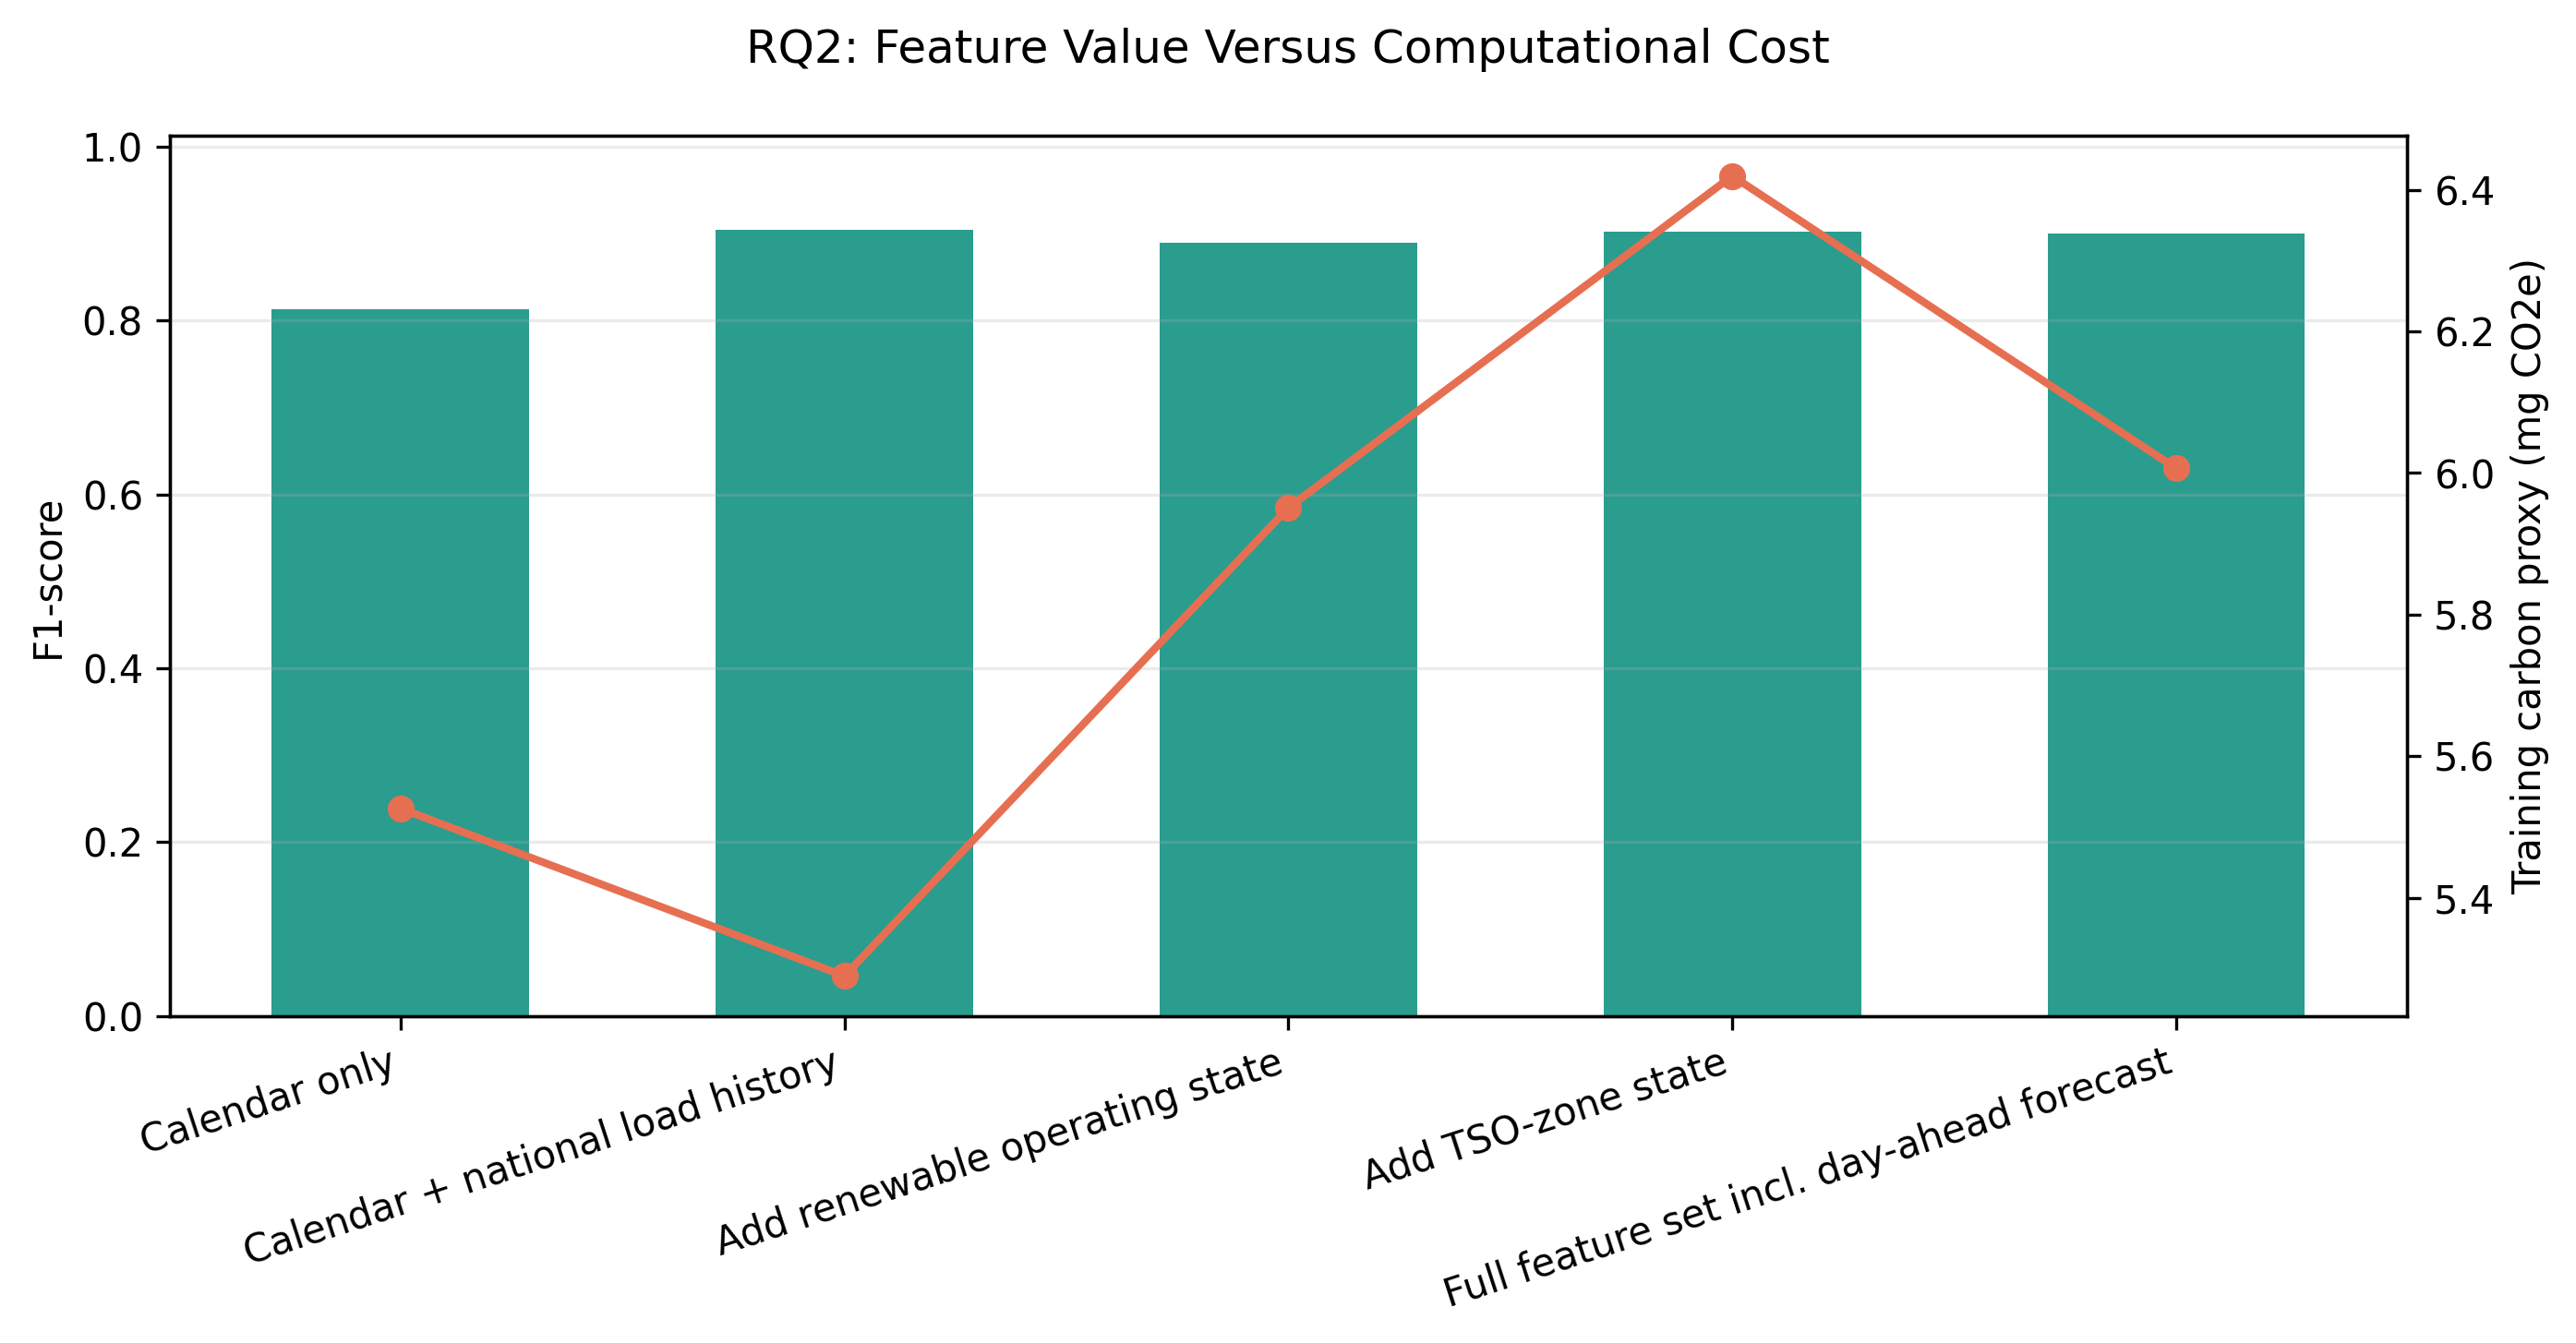 RQ2: Feature Value Versus Computational Cost
F1-score
1.0
0.8
0.6
0.4
0.2
0.0
6.4
6.2
6.0
5.8
5.6
5.4
Training carbon proxy (mg CO2e)
Calendar only
Calendar + national load history
Add renewable operating state
Add TSO-zone state
Full feature set incl. day-ahead forecast